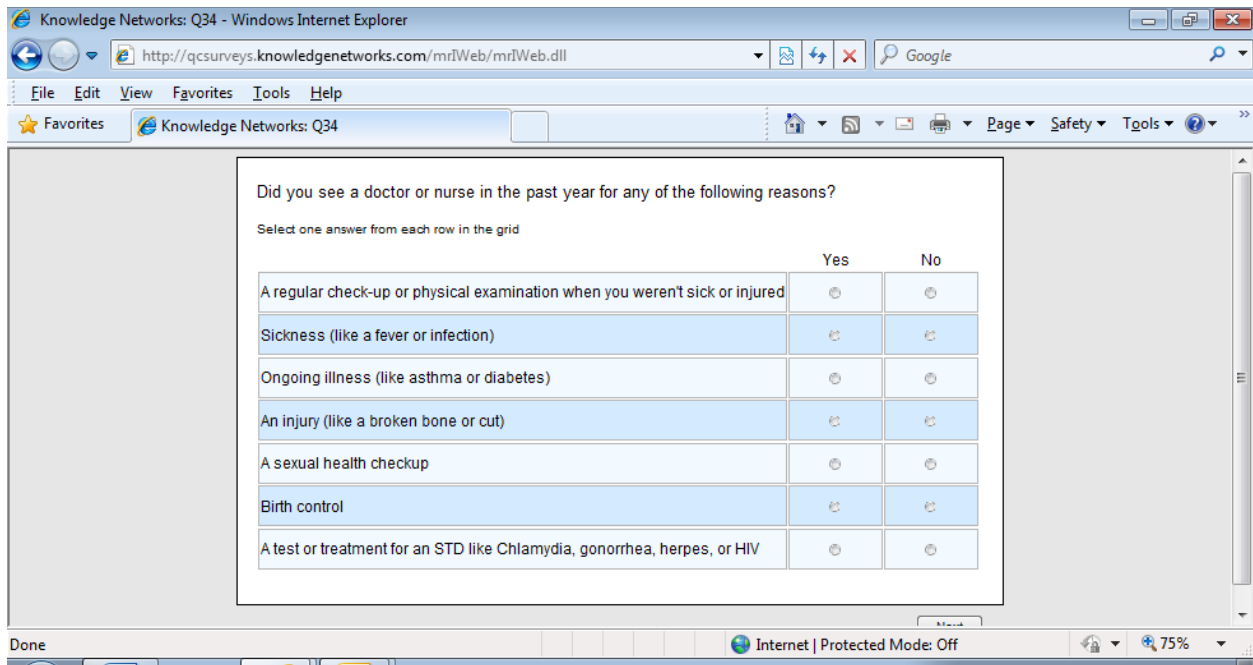 Knowledge Networks: Q34 - Windows Internet Explorer
http://qcsurveys.knowledgenetworks.com/mrIWeb/mrIWeb.dll
Google
File Edit View Favorites Tools Help
Favorites Knowledge Networks: Q34 Page Safety Tools
Did you see a doctor or nurse in the past year for any of the following reasons?
Select one answer from each row in the grid
Yes No
A regular check-up or physical examination when you weren't sick or injured
Sickness (like a fever or infection)
Ongoing illness (like asthma or diabetes)
An injury (like a broken bone or cut)
A sexual health checkup
Birth control
A test or treatment for an STD like Chlamydia, gonorrhea, herpes, or HIV
Done Internet | Protected Mode: Off 75%